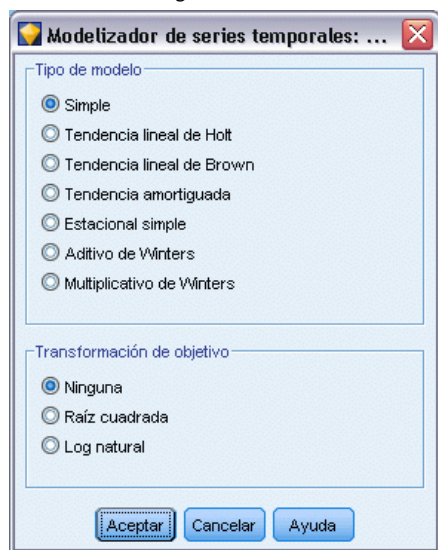 Modelizador de series temporales: ...
Tipo de modelo
Simple
Tendencia lineal de Holt
Tendencia lineal de Brown
Tendencia amortiguada
Estacional simple
Aditivo de Winters
Multiplicativo de Winters
Transformación de objetivo
Ninguna
Raíz cuadrada
Log natural
Aceptar Cancelar Ayuda